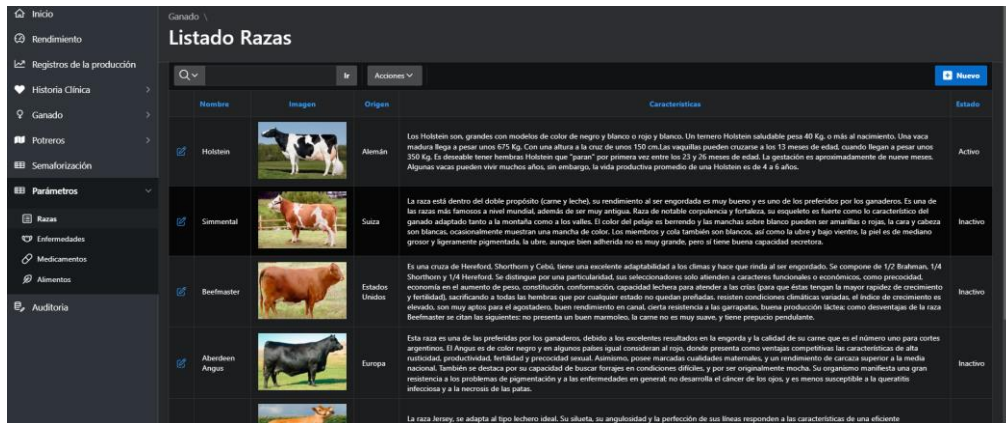 Inicio
Rendimiento
Registros de la producción
Historia Clínica
Ganado
Potreros
Semaforización
Parámetros
Razas
Enfermedades
Medicamentos
Alimentos
Auditoria
Ganado \
Listado Razas
Ir
Acciones
Nuevo
Nombre Imagen Origen Características Estado
Holstein
Alemán
Los Holstein son, grandes con modelos de color de negro y blanco o rojo y blanco. Un ternero Holstein saludable pesa 40 Kg. o más al nacimiento. Una vaca
madura llega a pesar unos 675 Kg. Con una altura a la cruz de unos 150 cm.Las vaquillas pueden cruzarse a los 13 meses de edad, cuando llegan a pesar unos
350 Kg. Es deseable tener hembras Holstein que "paran" por primera vez entre los 23 y 26 meses de edad. La gestación es aproximadamente de nueve meses.
Algunas vacas pueden vivir muchos años, sin embargo, la vida productiva promedio de una Holstein es de 4 a 6 años.
Activo
Simmental
Suiza
La raza está dentro del doble propósito (carne y leche), su rendimiento al ser engordada es muy bueno y es uno de los preferidos por los ganaderos. Es una de
las razas más famosos a nivel mundial, además de ser muy antigua. Raza de notable corpulencia y fortaleza, su esqueleto es fuerte como lo característico del
ganado adaptado tanto a la montaña como a los valles. El color del pelaje es berrendo y las manchas sobre blanco pueden ser amarillas o rojas, la cara y cabeza
son blancas, ocasionalmente muestran una mancha de color. Los miembros y cola también son blancos, así como la ubre y bajo vientre, la piel es de mediano
grosor y ligeramente pigmentada, la ubre, aunque bien adherida no es muy grande, pero sí tiene buena capacidad secretora.
Inactivo
Beefmaster
Estados
Unidos
Es una cruza de Hereford, Shorthorn y Cebú, tiene una excelente adaptabilidad a los climas y hace que rinda al ser engordado. Se compone de 1/2 Brahman, 1/4
Shorthorn y 1/4 Hereford. Se distingue por una particularidad, sus seleccionadores solo atienden a caracteres funcionales o económicos, como precocidad,
economía en el aumento de peso, constitución, conformación, capacidad lechera para atender a las crías (para que éstas tengan la mayor rapidez de crecimiento
y fertilidad), sacrificando a todas las hembras que por cualquier estado no quedan preñadas. resisten condiciones climáticas variadas, el índice de crecimiento es
elevado, son muy aptos para el agostadero, buen rendimiento en canal, cierta resistencia a las garrapatas, buena producción láctea; como desventajas de la raza
Beefmaster se citan las siguientes: no presenta un buen marmoleo, la carne no es muy suave, y tiene prepucio pendulante.
Inactivo
Aberdeen
Angus
Europa
Esta raza es una de las preferidas por los ganaderos, debido a los excelentes resultados en la engorda y la calidad de su carne que es el número uno para cortes
argentinos. El Angus es de color negro y en algunos países igual consideran al rojo, donde presenta como ventajas competitivas las características de alta
rusticidad, productividad, fertilidad y precocidad sexual. Asimismo, posee marcadas cualidades maternales, y un rendimiento de carcaza superior a la media
nacional. También se destaca por su capacidad de buscar forrajes en condiciones difíciles, y por ser originalmente mocha. Su organismo manifiesta una gran
resistencia a los problemas de pigmentación y a las enfermedades en general; no desarrolla el cáncer de los ojos, y es menos susceptible a la queratitis
infecciosa y a la necrosis de las patas.
Inactivo
La raza Jersey, se adapta al tipo lechero ideal. Su silueta, su angulosidad y la perfección de sus líneas responden a las características de una eficiente